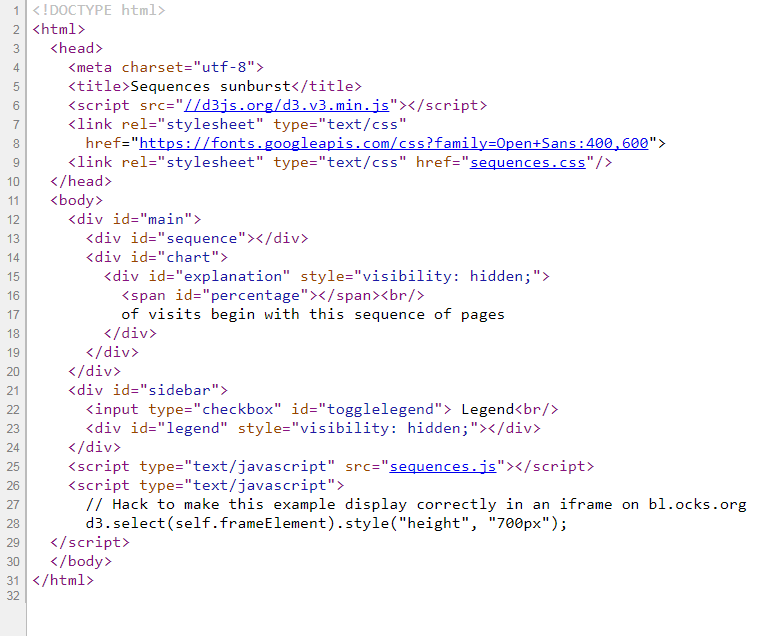 1 <!DOCTYPE html>
2 <html>
3 <head>
4 <meta charset="utf-8">
5 <title>Sequences sunburst</title>
6 <script src="//d3js.org/d3.v3.min.js"></script>
7 <link rel="stylesheet" type="text/css"
8 href="https://fonts.googleapis.com/css?family=Open+Sans:400,600">
9 <link rel="stylesheet" type="text/css" href="sequences.css"/>
10 </head>
11 <body>
12 <div id="main">
13 <div id="sequence"></div>
14 <div id="chart">
15 <div id="explanation" style="visibility: hidden;">
16 <span id="percentage"></span><br/>
17 of visits begin with this sequence of pages
18 </div>
19 </div>
20 </div>
21 <div id="sidebar">
22 <input type="checkbox" id="togglelegend"> Legend<br/>
23 <div id="legend" style="visibility: hidden;"></div>
24 </div>
25 <script type="text/javascript" src="sequences.js"></script>
26 <script type="text/javascript">
27 // Hack to make this example display correctly in an iframe on bl.ocks.org
28 d3.select(self.frameElement).style("height", "700px");
29 </script>
30 </body>
31 </html>
32